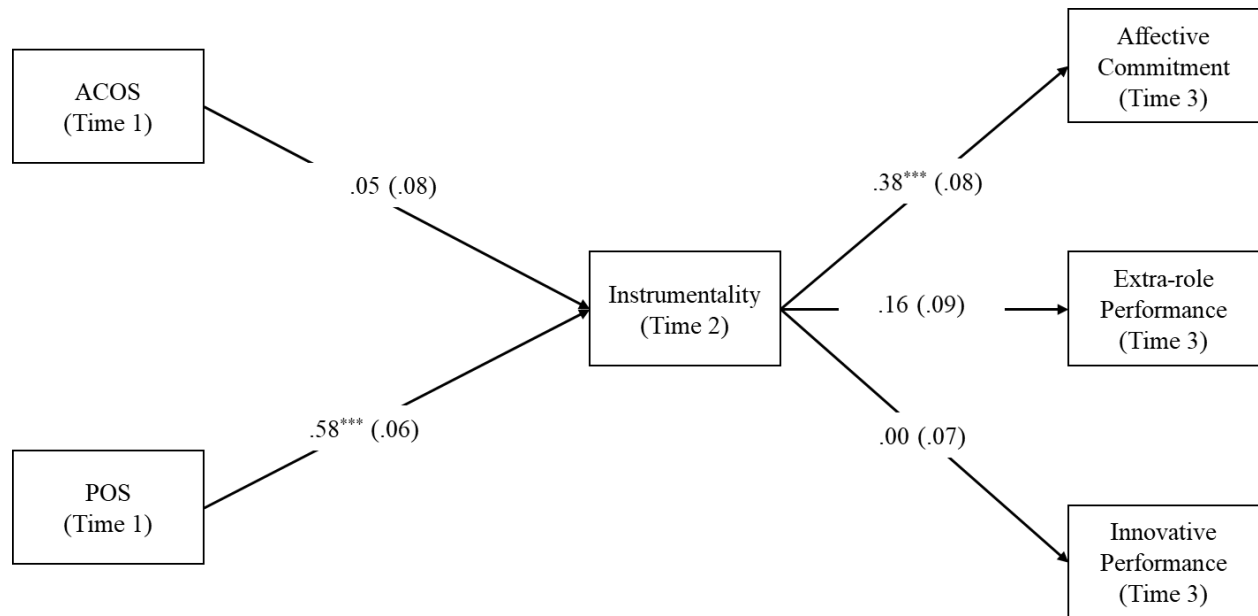 ACOS
(Time 1)
.05 (.08)
POS
(Time 1)
.58*** (.06)
Instrumentality
(Time 2)
.38*** (.08)
.16 (.09)
.00 (.07)
Affective
Commitment
(Time 3)
Extra-role
Performance
(Time 3)
Innovative
Performance
(Time 3)